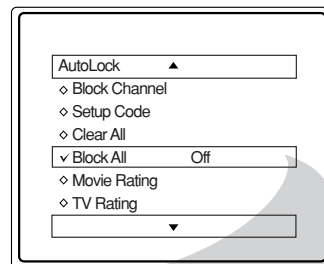 AutoLock
Block Channel
Setup Code
Clear All
Block All Off
Movie Rating
TV Rating